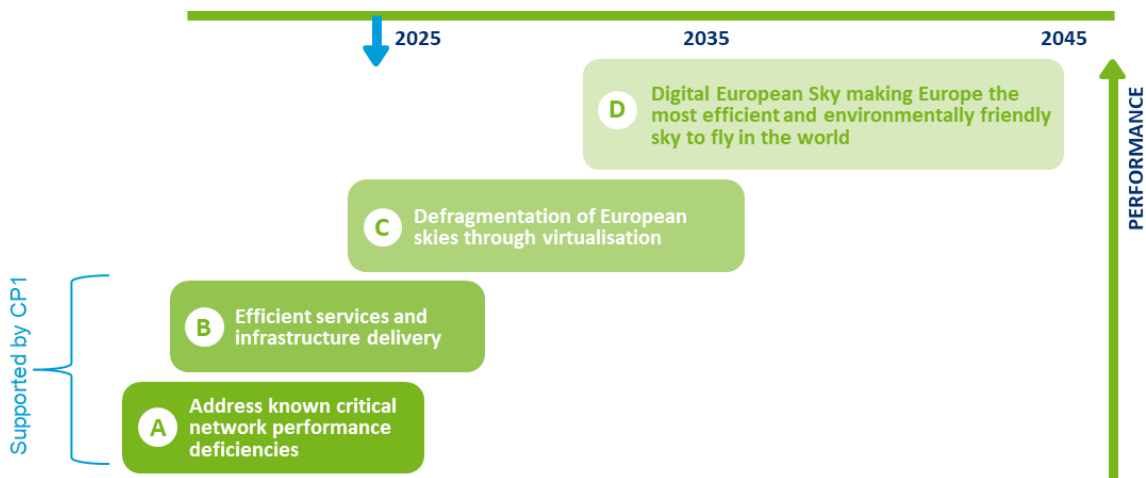 2025
2035
2045
D
Digital European Sky making Europe the
most efficient and environmentally friendly
sky to fly in the world
PERFORMANCE
C
Defragmentation of European
skies through virtualisation
Supported by CP1
B
Efficient services and
infrastructure delivery
A
Address known critical
network performance
deficiencies